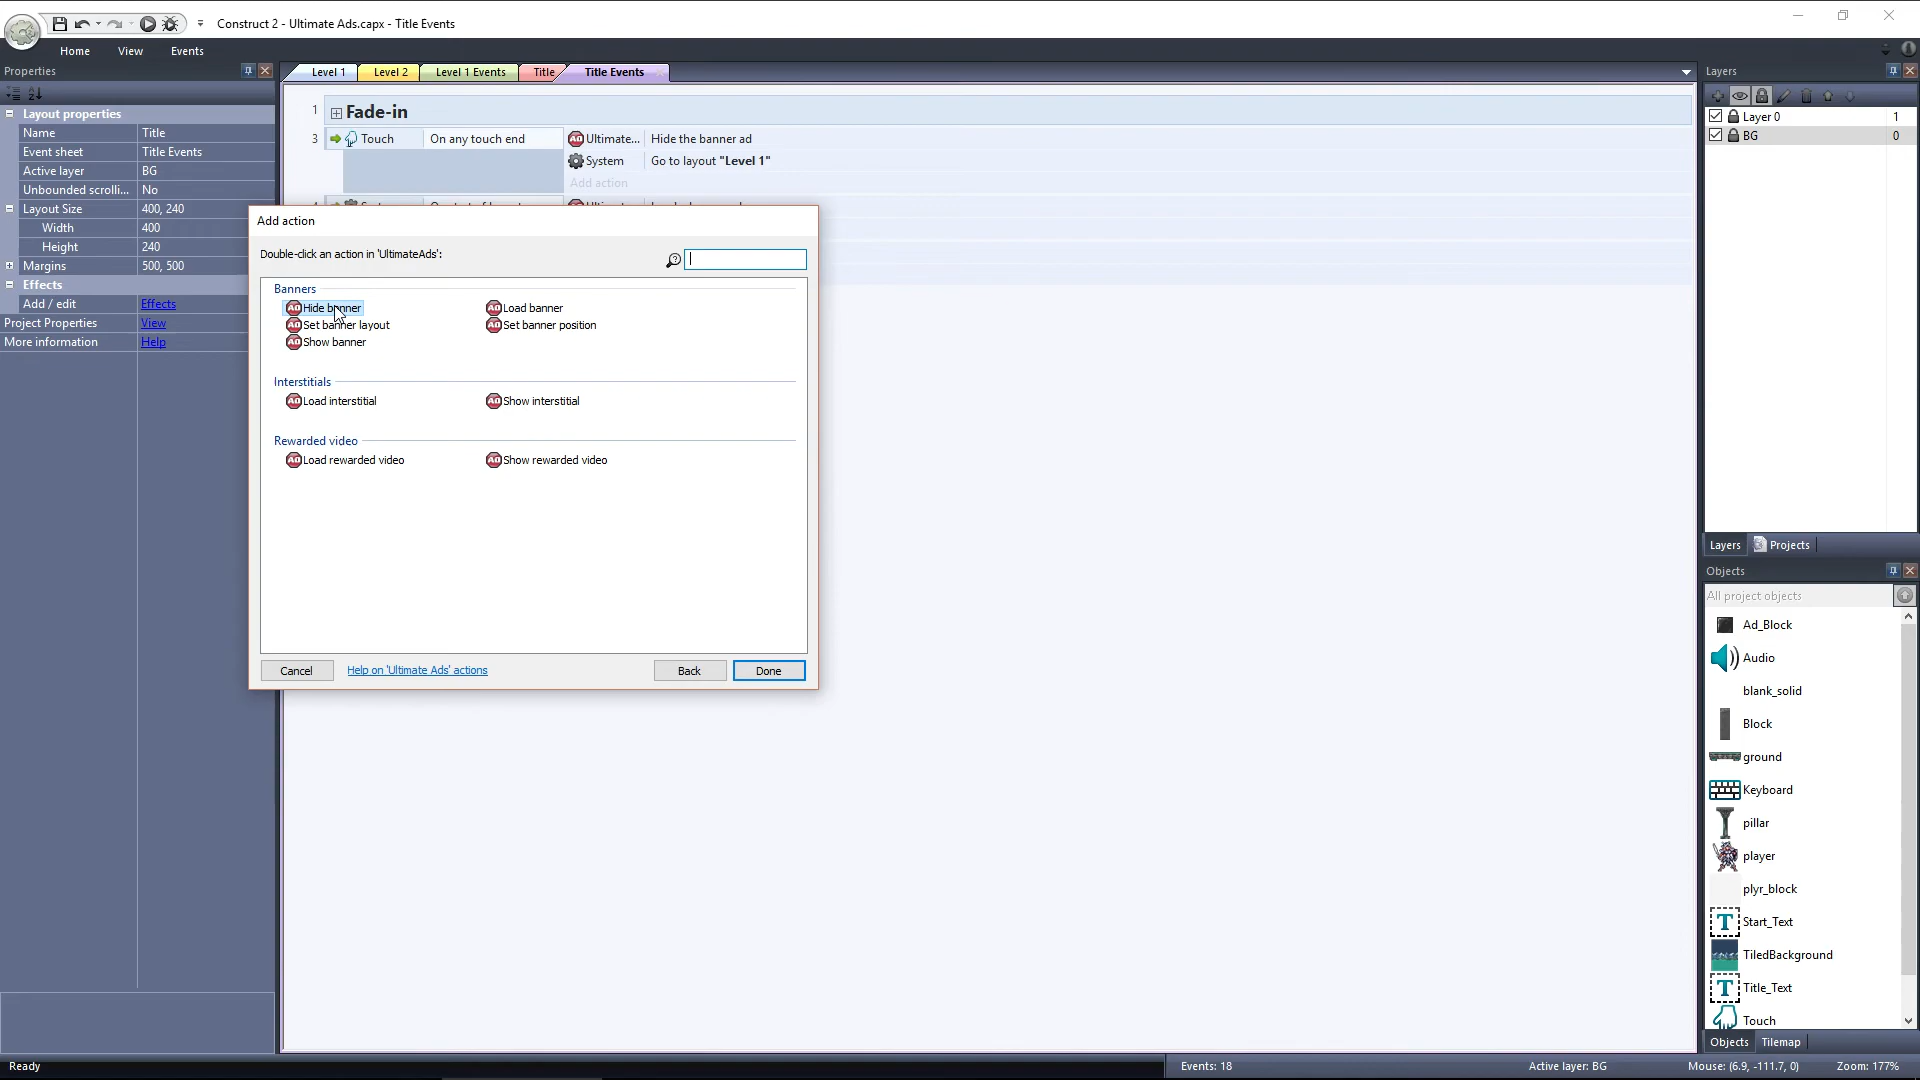 Construct 2 - Ultimate Ads.capx - Title Events
Home View Events
Properties
Layout properties
Name Title
Event sheet Title Events
Active layer BG
Unbounded scrolli... No
Layout Size 400, 240
Width 400
Height 240
Margins 500, 500
Effects
Add / edit Effects
Project Properties View
More information Help
Level 1 Level 2 Level 1 Events Title Title Events
1 Fade-in
3 Touch On any touch end Ultimate... Hide the banner ad
System Go to layout "Level 1"
Add action
Add action
Double-click an action in 'UltimateAds':
Banners
Hide banner Load banner
Set banner layout Set banner position
Show banner
Interstitials
Load interstitial Show interstitial
Rewarded video
Load rewarded video Show rewarded video
Cancel Help on 'Ultimate Ads' actions Back Done
Layers
Layer 0 1
BG 0
Layers Projects
Objects
All project objects
Ad_Block
Audio
blank_solid
Block
ground
Keyboard
pillar
player
plyr_block
Start_Text
TiledBackground
Title_Text
Touch
Objects Tilemap
Ready Events: 18 Active layer: BG Mouse: (6.9, -111.7, 0) Zoom: 177%